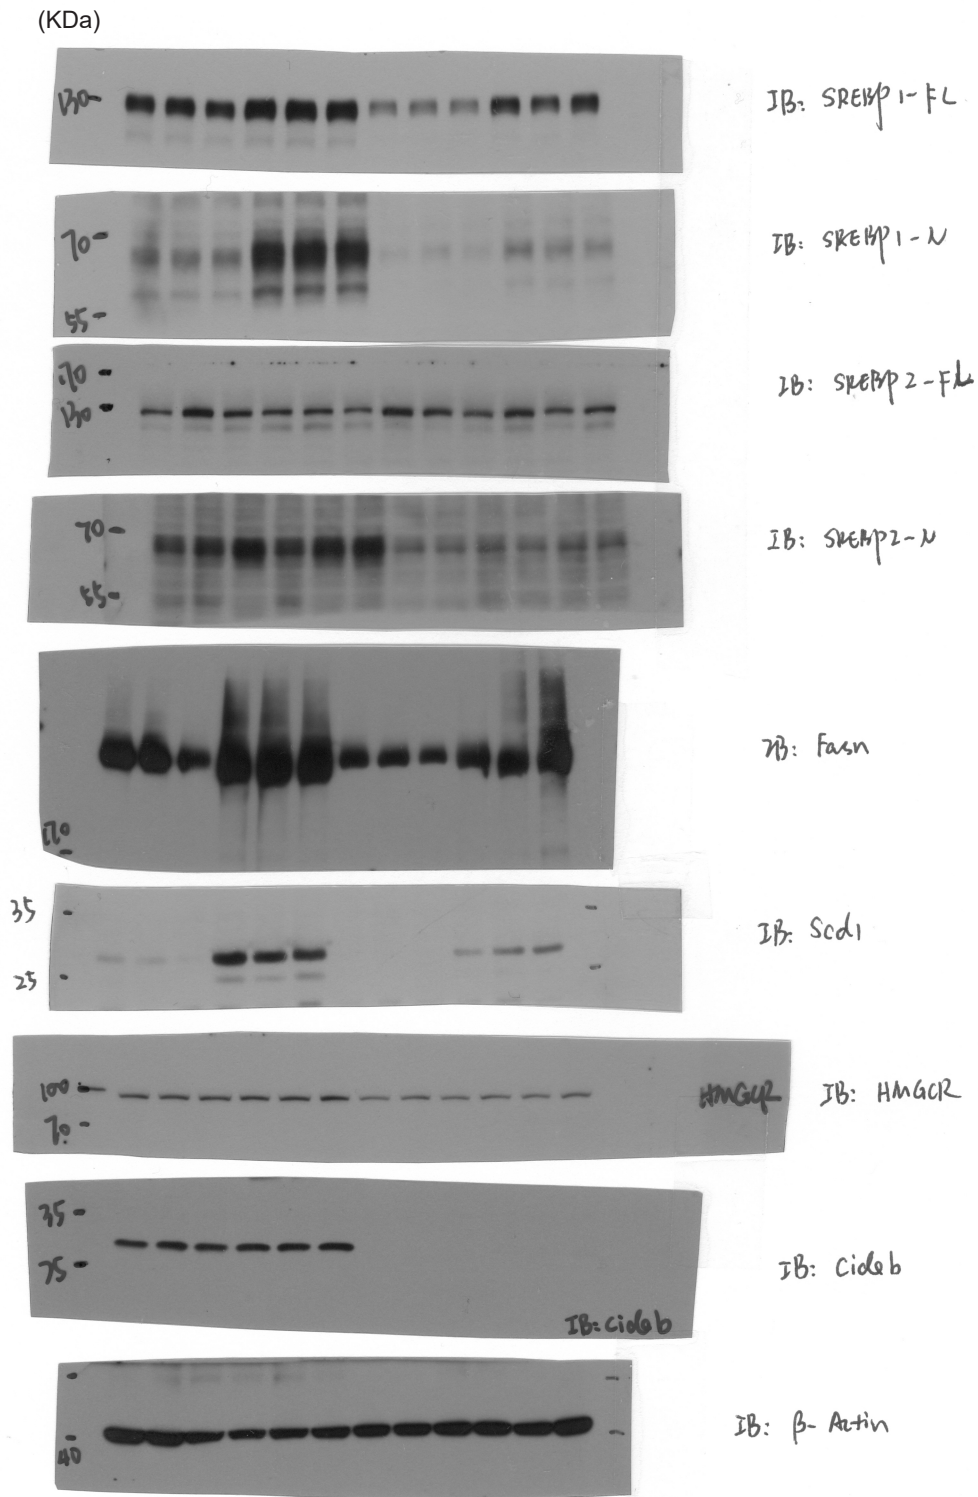 (KDa)
130-
IB: SREBP1-FL
70-
IB: SREBP1-N
55-
170
IB: SREBP2-FL
130
70-
IB: SREBP2-N
55-
IB: Fasn
170
35
IB: Scd1
25
100
HMGCR
IB: HMGCR
70
35
25
IB: Cideb
IB: Cideb
IB: β-Actin
40